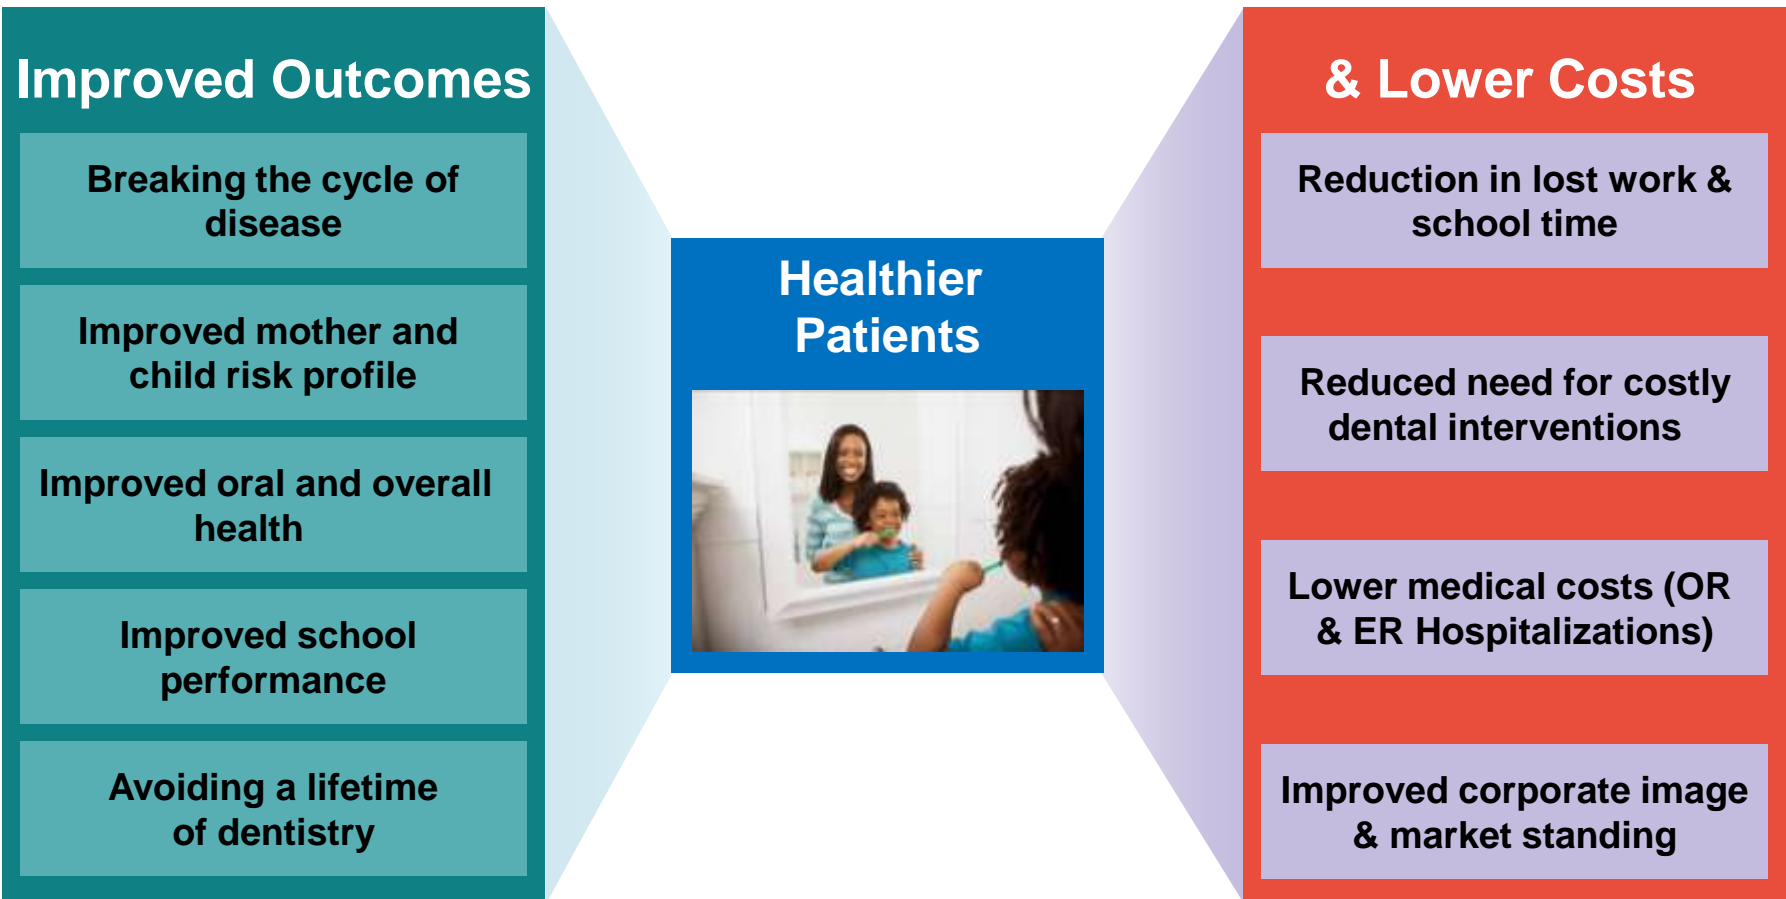 Improved Outcomes
Breaking the cycle of
disease
Improved mother and
child risk profile
Improved oral and overall
health
Improved school
performance
Avoiding a lifetime
of dentistry
Healthier
Patients
& Lower Costs
Reduction in lost work &
school time
Reduced need for costly
dental interventions
Lower medical costs (OR
& ER Hospitalizations)
Improved corporate image
& market standing